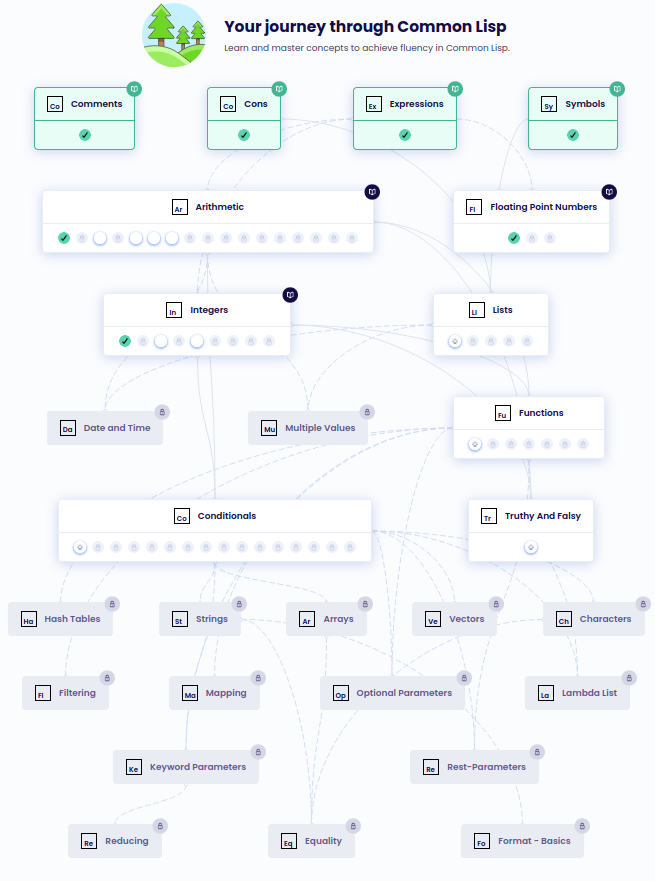 Your journey through Common Lisp
Learn and master concepts to achieve fluency in Common Lisp.
Co Comments
Co Cons
Ex Expressions
Sy Symbols
Ar Arithmetic
Fl Floating Point Numbers
In Integers
Li Lists
Da Date and Time
Mu Multiple Values
Fu Functions
Co Conditionals
Tr Truthy And Falsy
Ha Hash Tables
St Strings
Ar Arrays
Ve Vectors
Ch Characters
Fi Filtering
Ma Mapping
Op Optional Parameters
La Lambda List
Ke Keyword Parameters
Re Rest-Parameters
Re Reducing
Eq Equality
Fo Format - Basics